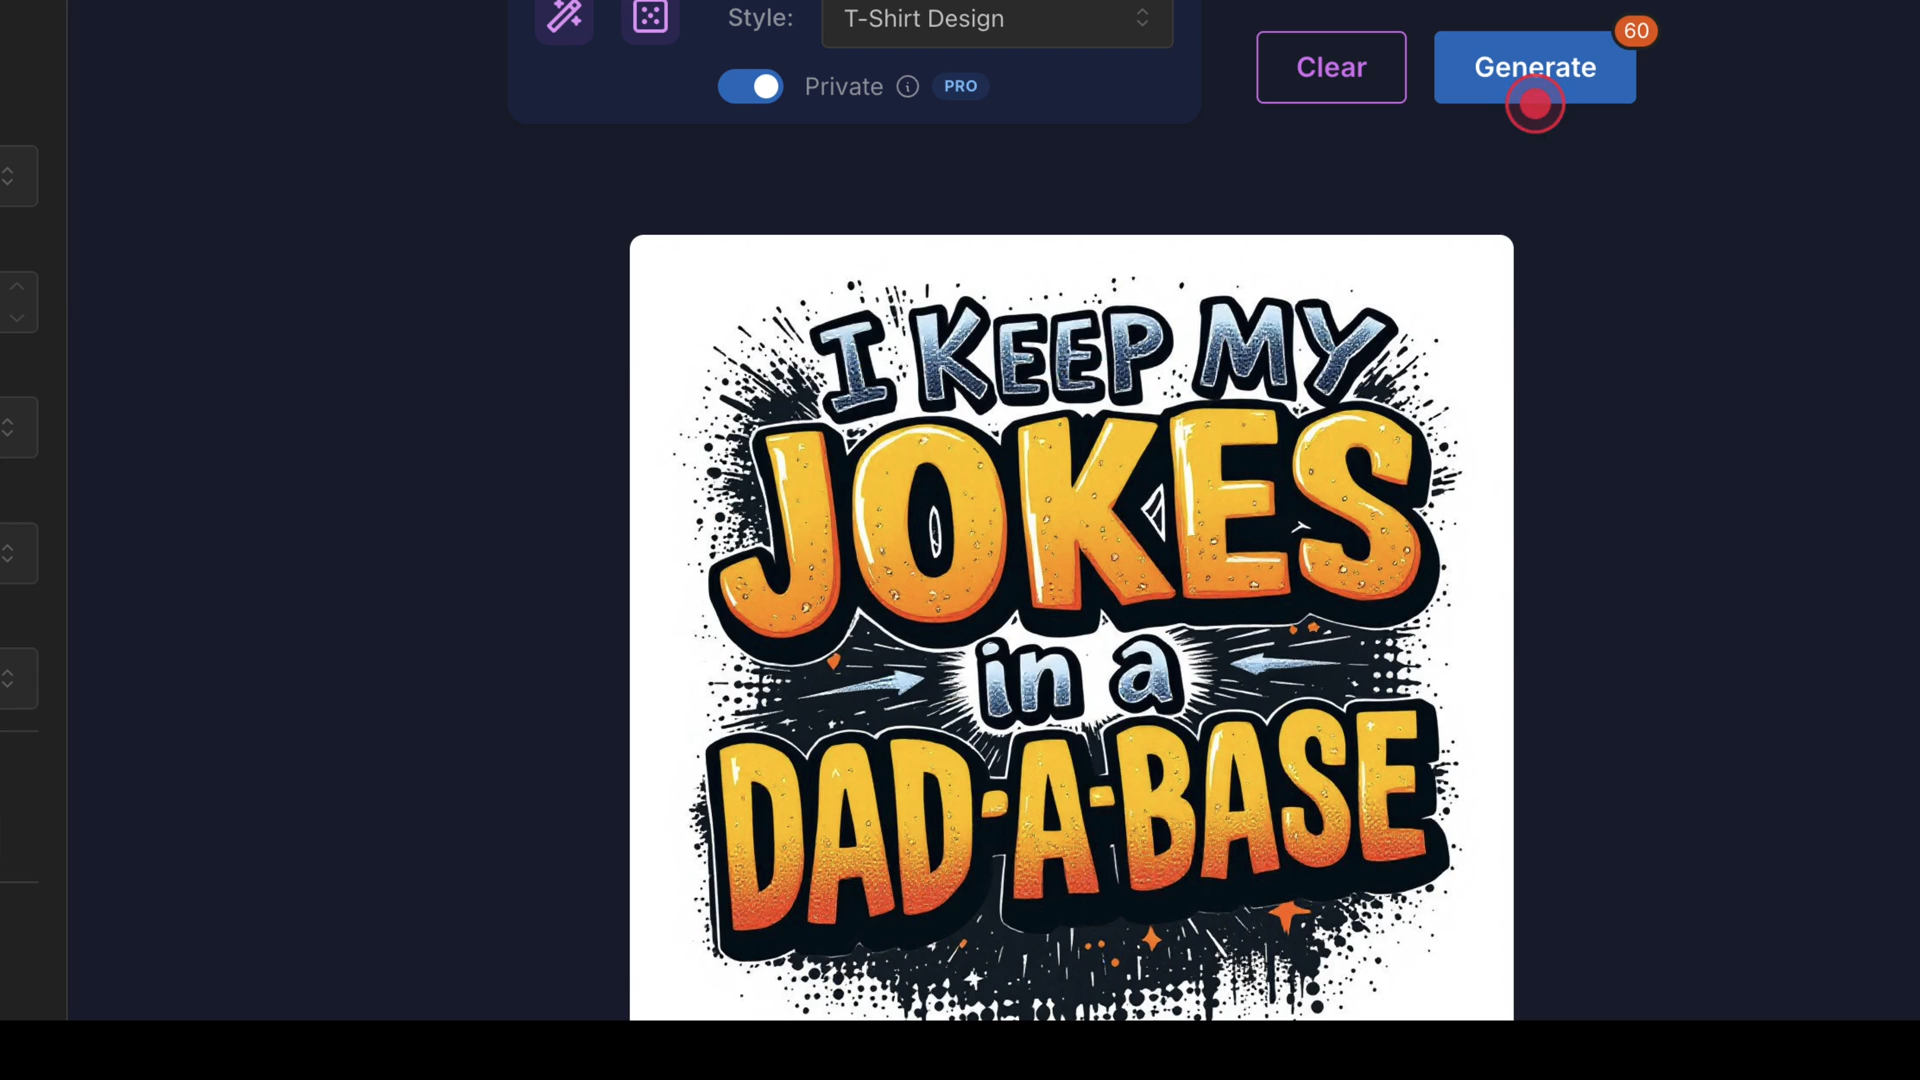 Style:
T-Shirt Design
Private
PRO
Clear
Generate
60
I KEEP MY
JOKES
in a
DAD-A-BASE